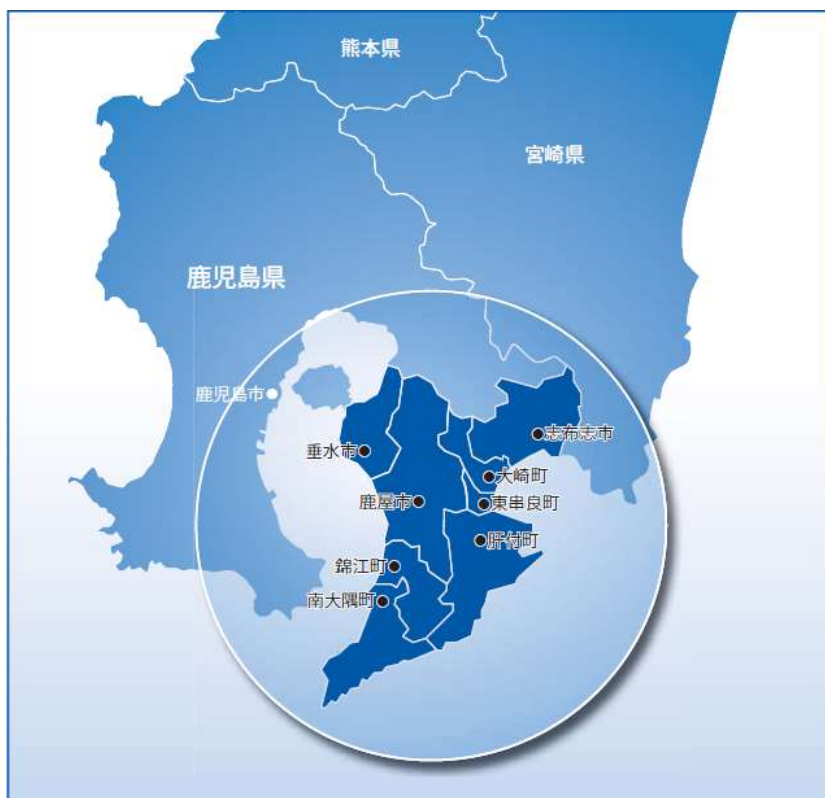 熊本県
宮崎県
鹿児島県
鹿児島市
志布志市
垂水市
大崎町
鹿屋市
東串良町
肝付町
錦江町
南大隅町